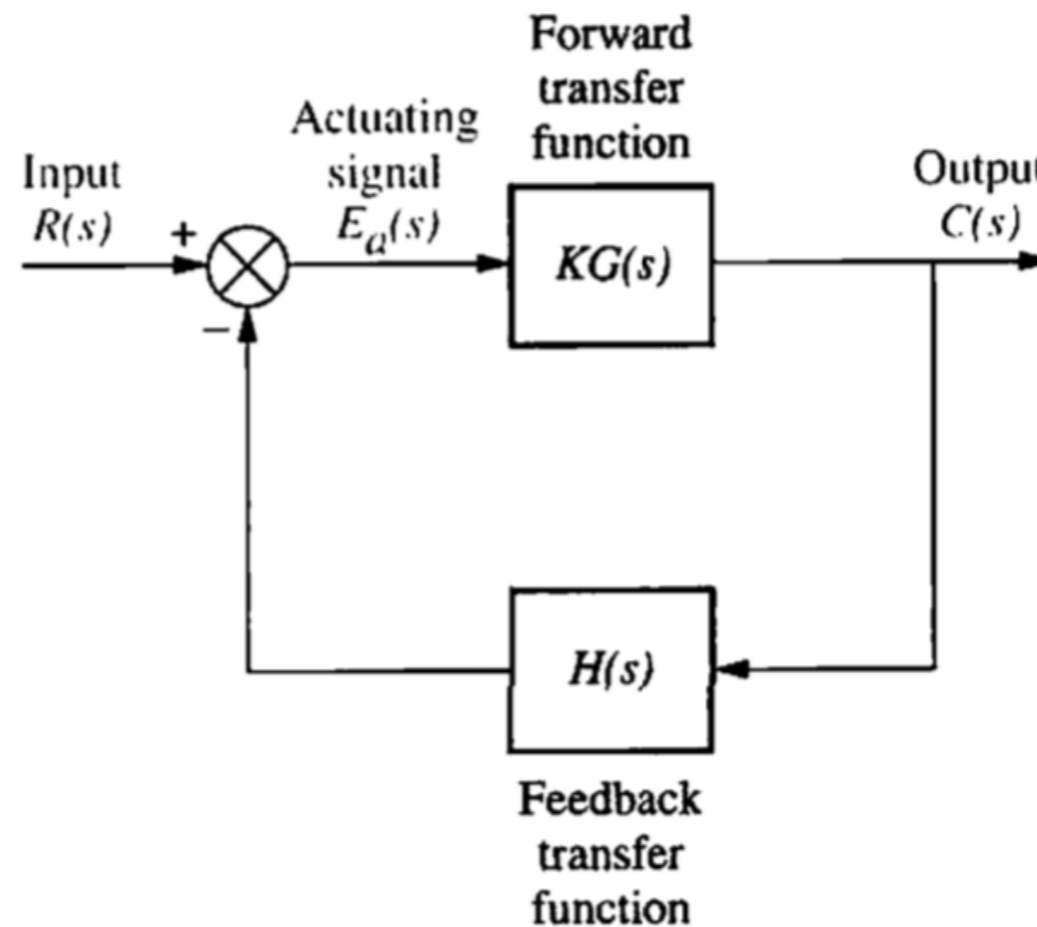 Forward
transfer
function
Actuating
signal
E_a(s)
Input
R(s)
+
−
KG(s)
Output
C(s)
H(s)
Feedback
transfer
function